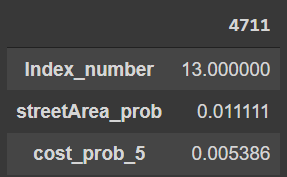 4711
Index_number 13.000000
streetArea_prob 0.011111
cost_prob_5 0.005386